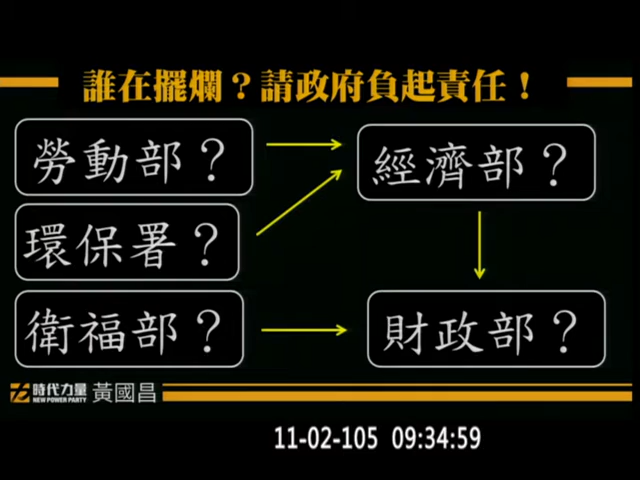 誰在擺爛？請政府負起責任！
勞動部？
經濟部？
環保署？
衛福部？
財政部？
時代力量
NEW POWER PARTY
黃國昌
11-02-105 09:34:59